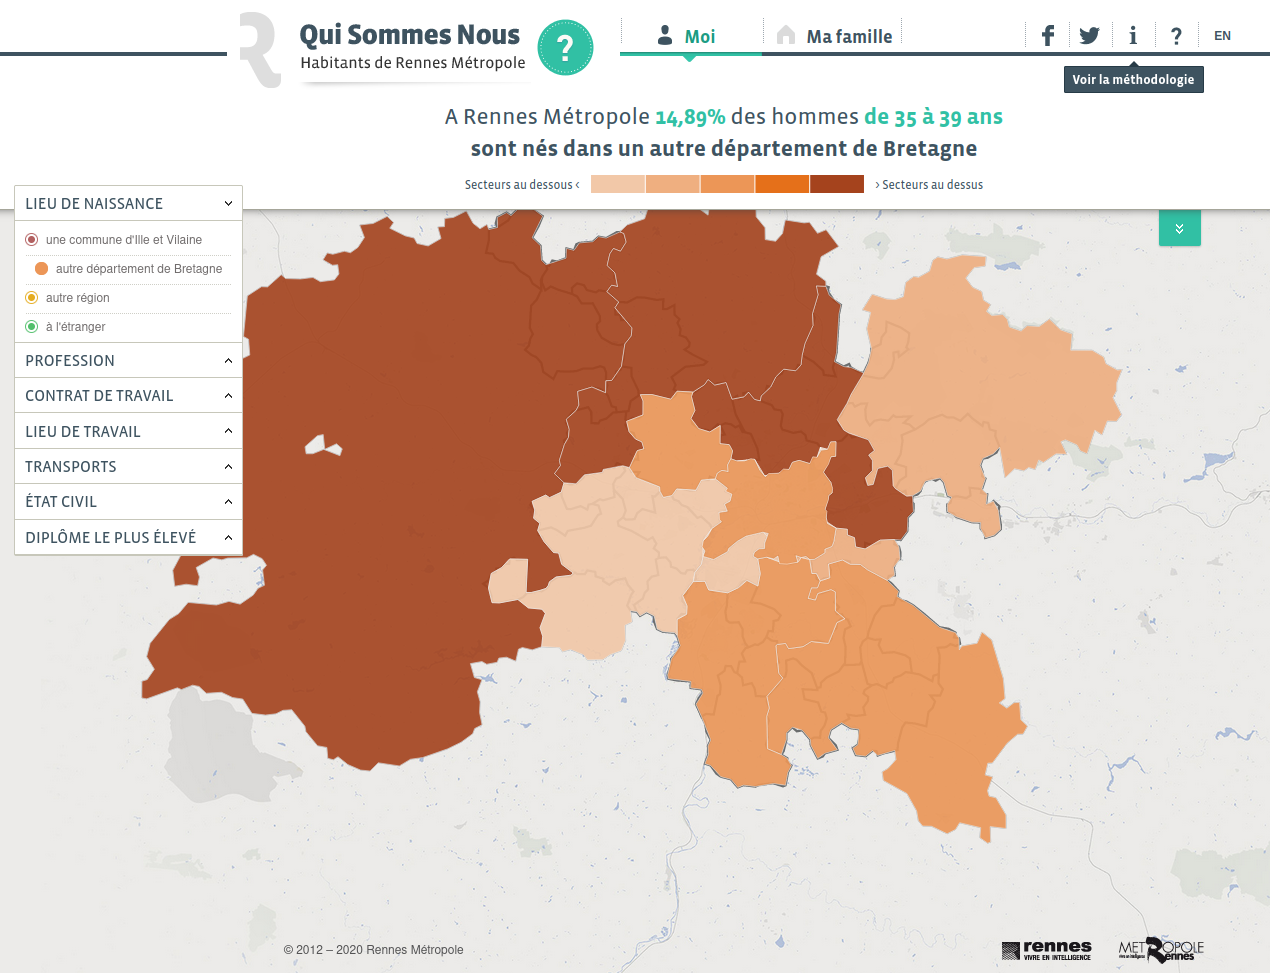 Qui Sommes Nous
Habitants de Rennes Métropole
?
Moi
Ma famille
f
i
?
EN
Voir la méthodologie
A Rennes Métropole 14,89% des hommes de 35 à 39 ans
sont nés dans un autre département de Bretagne
Secteurs au dessous ‹
› Secteurs au dessus
LIEU DE NAISSANCE
une commune d'Ille et Vilaine
autre département de Bretagne
autre région
à l'étranger
PROFESSION
CONTRAT DE TRAVAIL
LIEU DE TRAVAIL
TRANSPORTS
ÉTAT CIVIL
DIPLÔME LE PLUS ÉLEVÉ
© 2012 – 2020 Rennes Métropole
rennes
VIVRE EN INTELLIGENCE
METROPOLE
Rennes